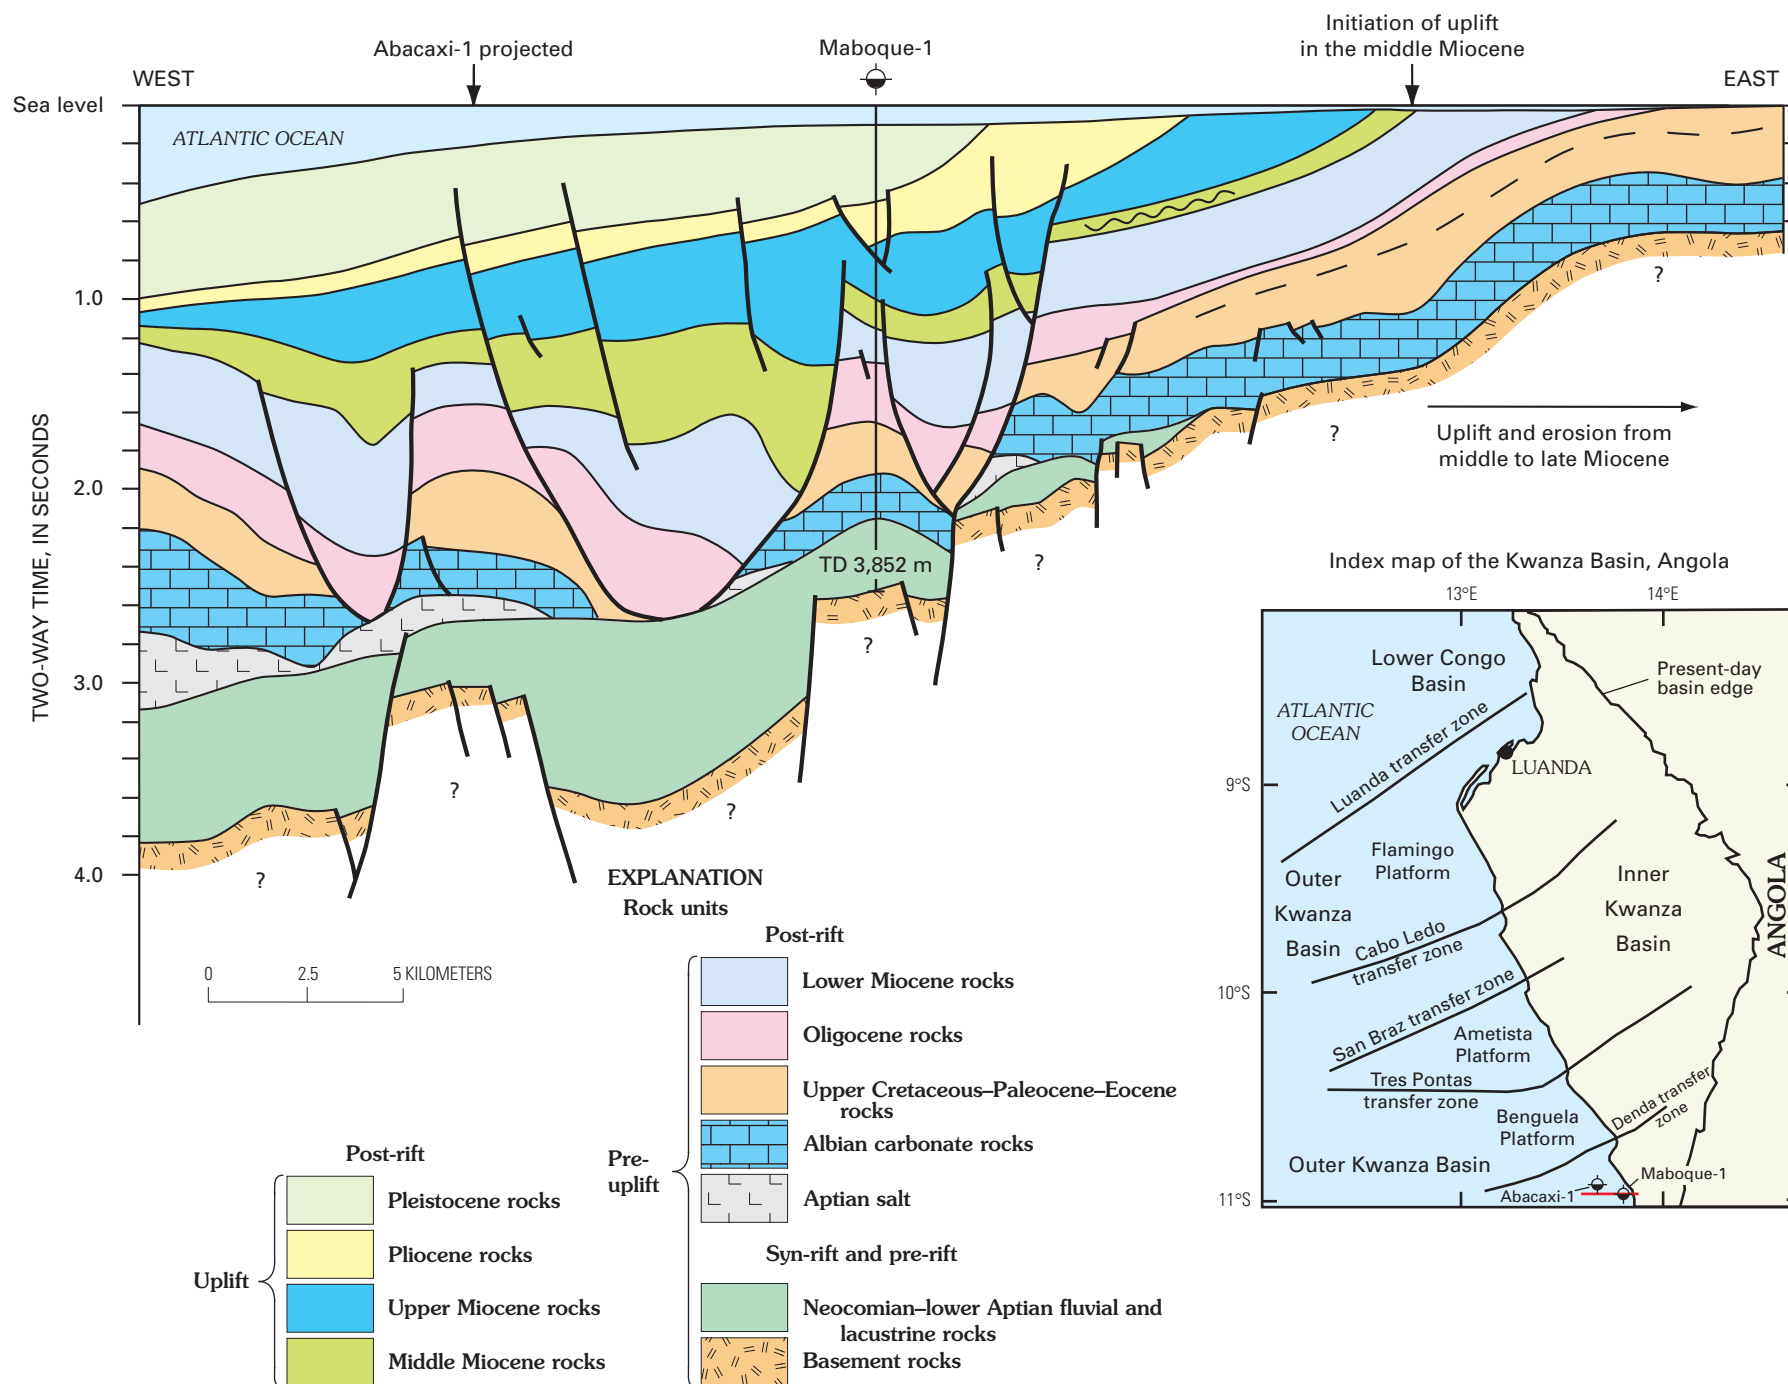 Initiation of uplift
in the middle Miocene
Abacaxi-1 projected
Maboque-1
WEST
EAST
Sea level
ATLANTIC OCEAN
1.0
2.0
3.0
4.0
TWO-WAY TIME, IN SECONDS
TD 3,852 m
?
?
?
?
?
?
?
Uplift and erosion from
middle to late Miocene
0
2.5
5 KILOMETERS
EXPLANATION
Rock units
Post-rift
Lower Miocene rocks
Oligocene rocks
Upper Cretaceous–Paleocene–Eocene
rocks
Albian carbonate rocks
Aptian salt
Pre-
uplift
Syn-rift and pre-rift
Neocomian–lower Aptian fluvial and
lacustrine rocks
Basement rocks
Post-rift
Uplift
Pleistocene rocks
Pliocene rocks
Upper Miocene rocks
Middle Miocene rocks
Index map of the Kwanza Basin, Angola
13°E
14°E
9°S
10°S
11°S
Lower Congo
Basin
Present-day
basin edge
ATLANTIC
OCEAN
Luanda transfer zone
LUANDA
Flamingo
Platform
Outer
Kwanza
Basin
Inner
Kwanza
Basin
ANGOLA
Cabo Ledo
transfer zone
San Braz transfer zone
Ametista
Platform
Tres Pontas
transfer zone
Benguela
Platform
Denda transfer
zone
Outer Kwanza Basin
Maboque-1
Abacaxi-1